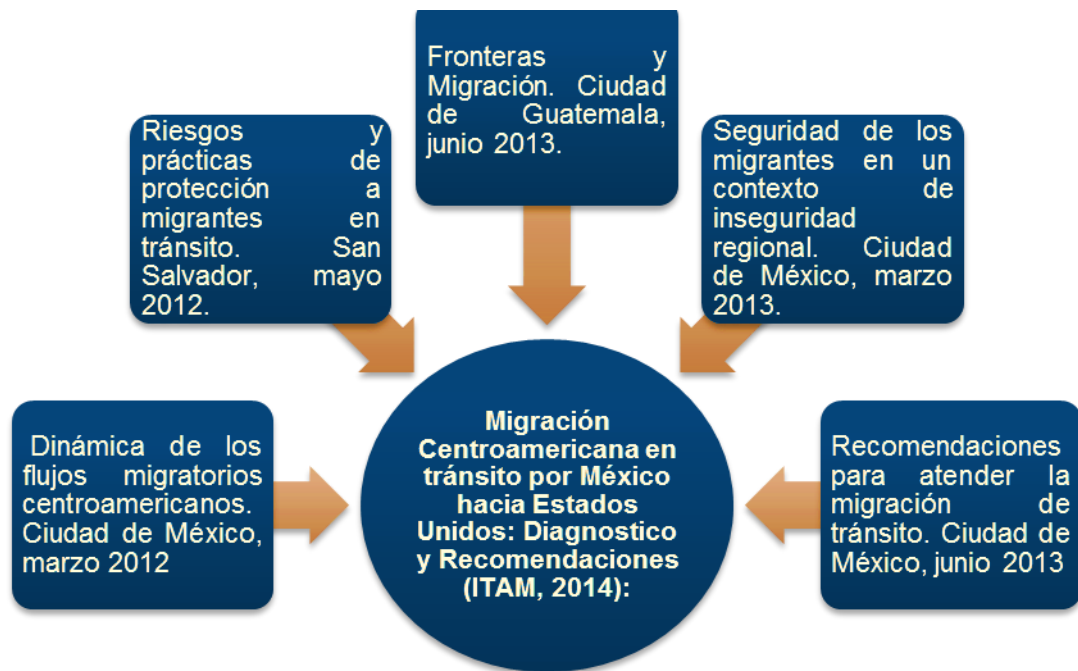 Dinámica de los
flujos migratorios
centroamericanos.
Ciudad de México,
marzo 2012
Riesgos y
prácticas de
protección a
migrantes en
tránsito. San
Salvador, mayo
2012.
Fronteras y
Migración. Ciudad
de Guatemala,
junio 2013.
Seguridad de los
migrantes en un
contexto de
inseguridad
regional. Ciudad
de México, marzo
2013.
Recomendaciones
para atender la
migración de
tránsito. Ciudad de
México, junio 2013
Migración
Centroamericana en
tránsito por México
hacia Estados
Unidos: Diagnostico
y Recomendaciones
(ITAM, 2014):